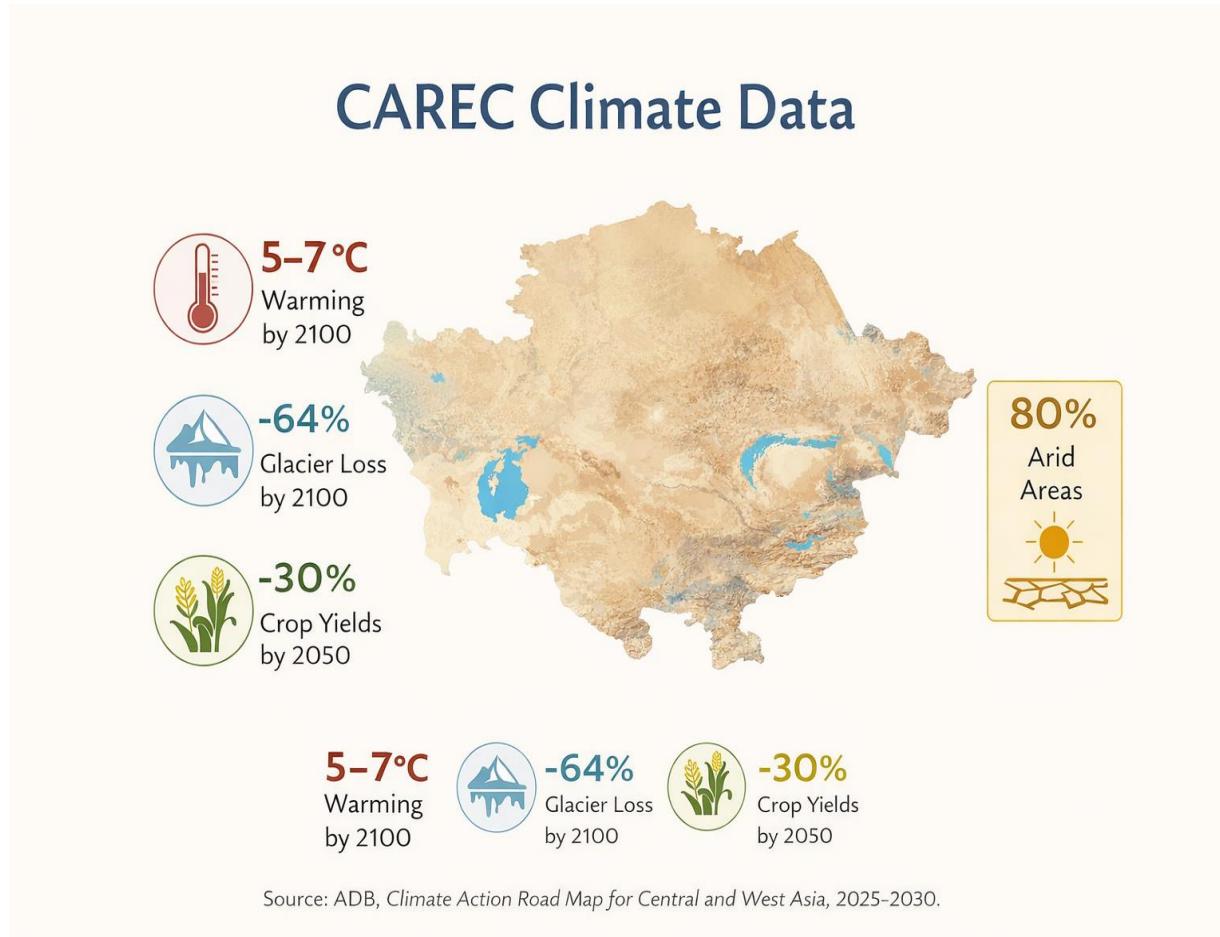 CAREC Climate Data
5–7 °C
Warming
by 2100
-64%
Glacier Loss
by 2100
-30%
Crop Yields
by 2050
80%
Arid
Areas
5–7°C
Warming
by 2100
-64%
Glacier Loss
by 2100
-30%
Crop Yields
by 2050
Source: ADB, Climate Action Road Map for Central and West Asia, 2025–2030.